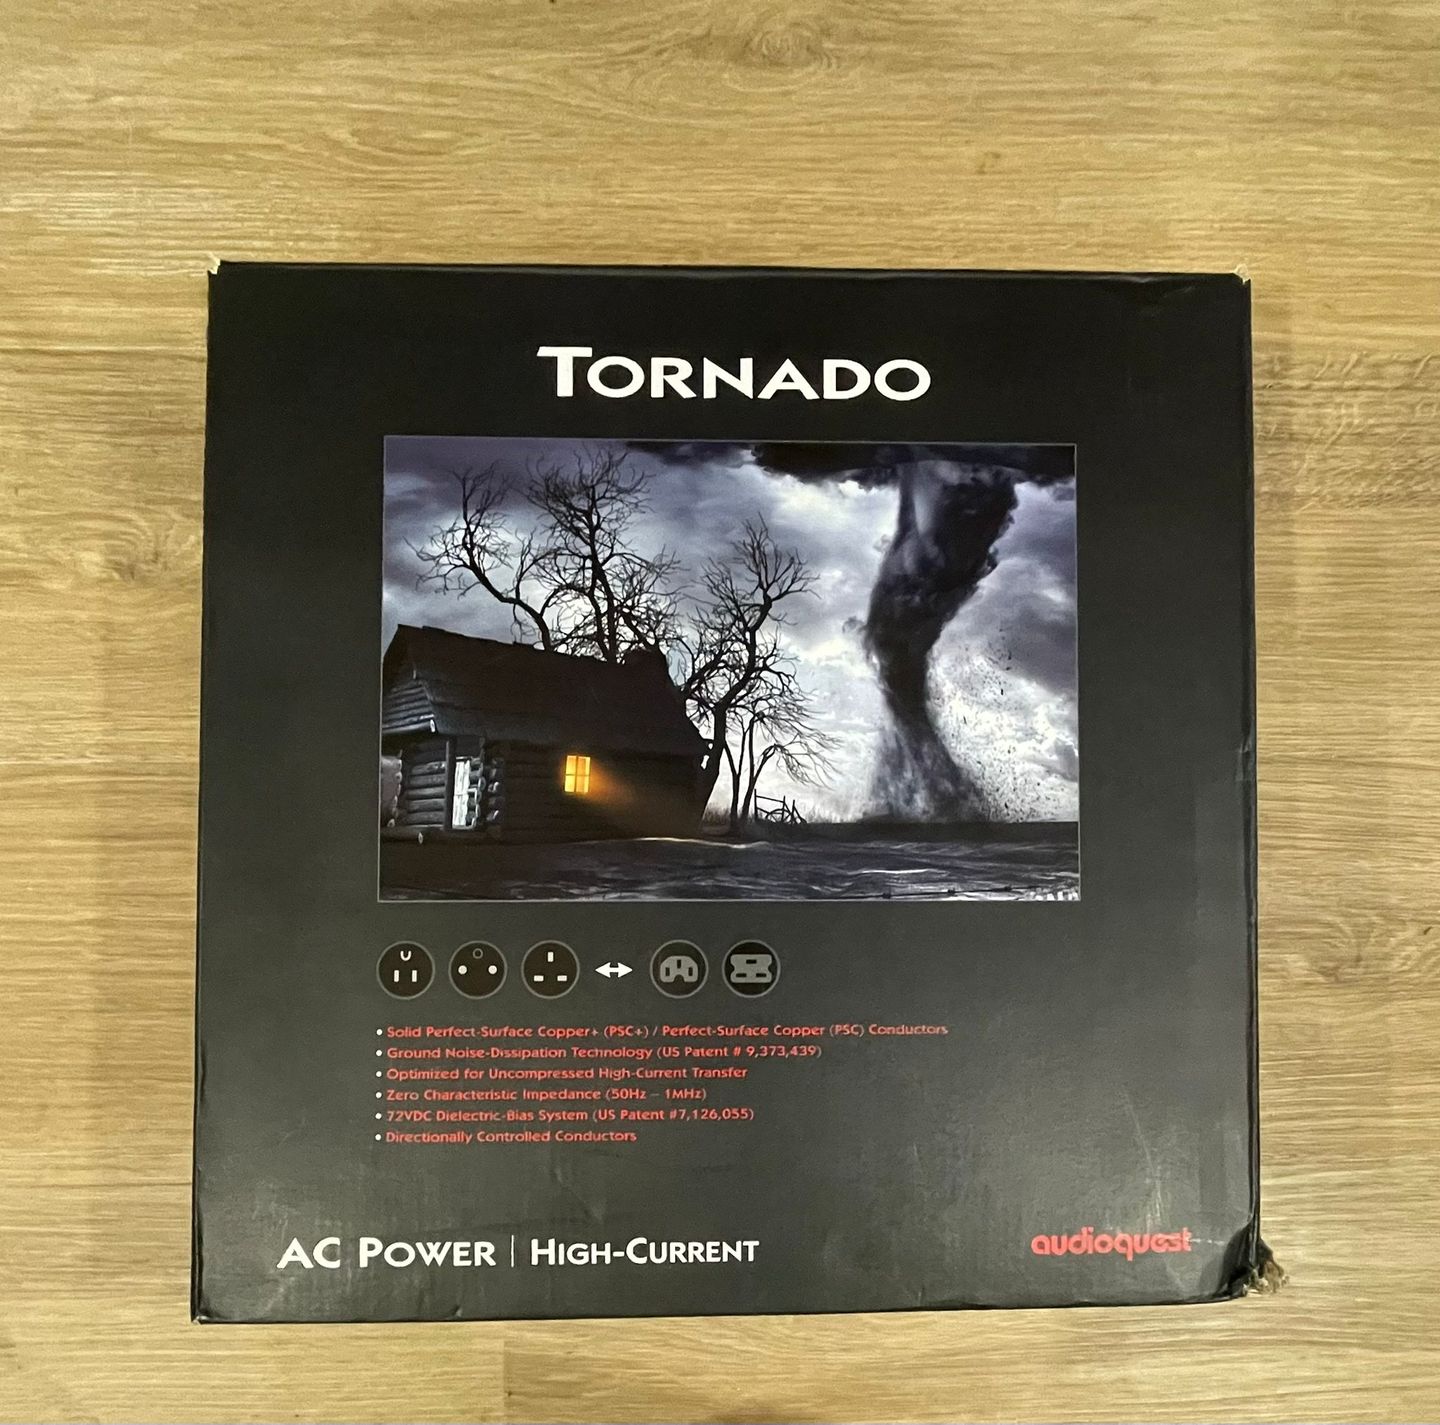 TORNADO
• Solid Perfect-Surface Copper+ (PSC+) / Perfect-Surface Copper (PSC) Conductors
• Ground Noise-Dissipation Technology (US Patent # 9,373,439)
• Optimized for Uncompressed High-Current Transfer
• Zero Characteristic Impedance (50Hz – 1MHz)
• 72VDC Dielectric-Bias System (US Patent #7,126,055)
• Directionally Controlled Conductors
AC POWER | HIGH-CURRENT
audioquest